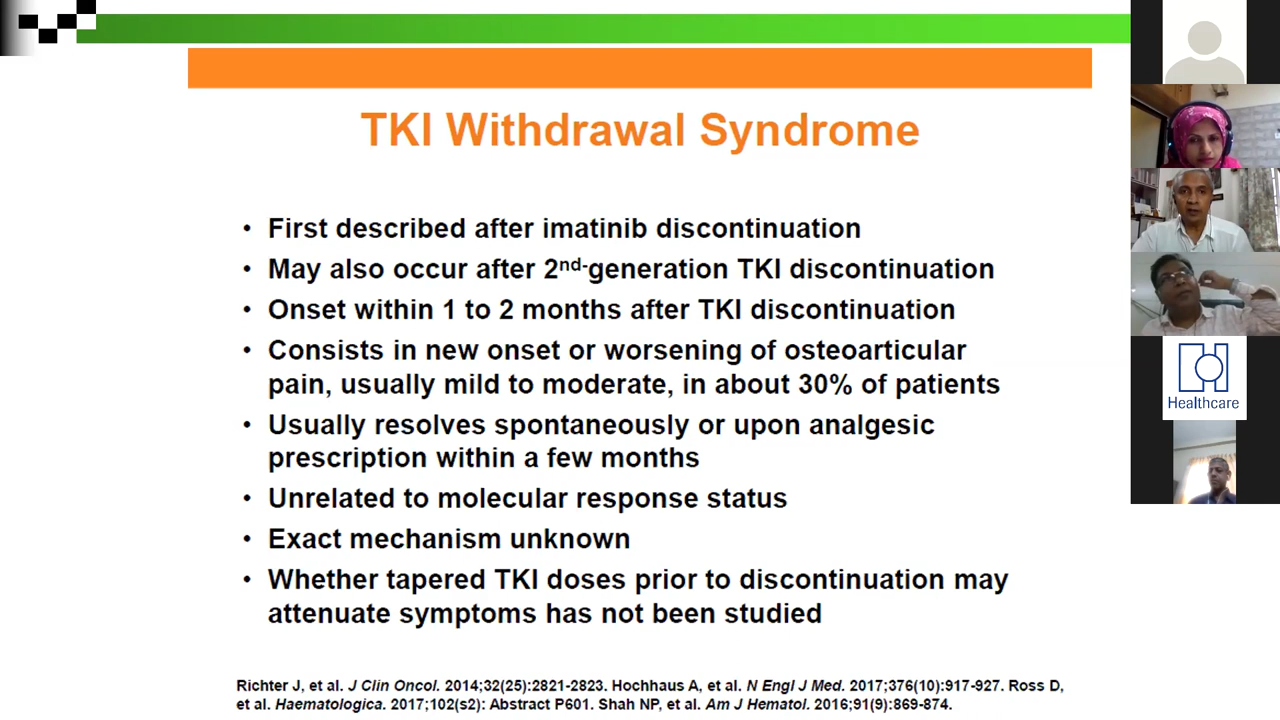 TKI Withdrawal Syndrome
• First described after imatinib discontinuation
• May also occur after 2nd-generation TKI discontinuation
• Onset within 1 to 2 months after TKI discontinuation
• Consists in new onset or worsening of osteoarticular
pain, usually mild to moderate, in about 30% of patients
• Usually resolves spontaneously or upon analgesic
prescription within a few months
• Unrelated to molecular response status
• Exact mechanism unknown
• Whether tapered TKI doses prior to discontinuation may
attenuate symptoms has not been studied
Richter J, et al. J Clin Oncol. 2014;32(25):2821-2823. Hochhaus A, et al. N Engl J Med. 2017;376(10):917-927. Ross D,
et al. Haematologica. 2017;102(s2): Abstract P601. Shah NP, et al. Am J Hematol. 2016;91(9):869-874.
Healthcare